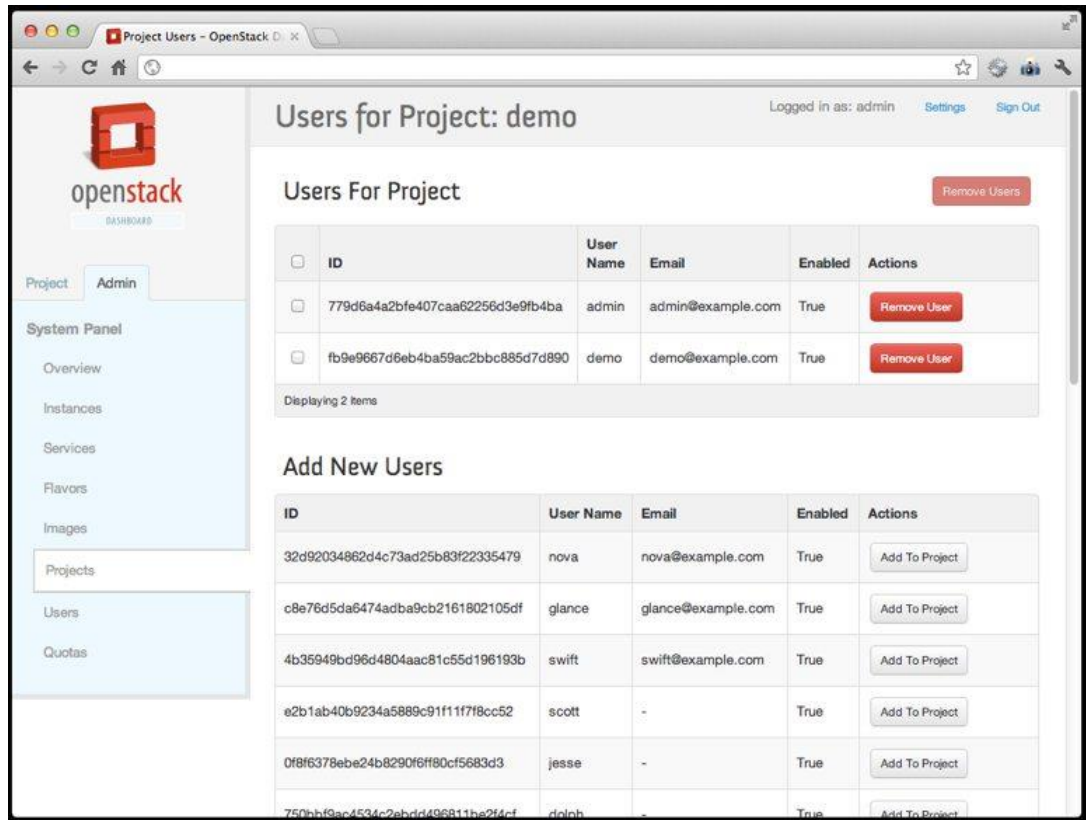 Project Users - OpenStack D
Users for Project: demo
Logged in as: admin Settings Sign Out
openstack
DASHBOARD
Project Admin
System Panel
Overview
Instances
Services
Flavors
Images
Projects
Users
Quotas
Users For Project
Remove Users
ID User Name Email Enabled Actions
779d6a4a2bfe407caa62256d3e9fb4ba admin admin@example.com True Remove User
fb9e9667d6eb4ba59ac2bbc885d7d890 demo demo@example.com True Remove User
Displaying 2 items
Add New Users
ID User Name Email Enabled Actions
32d92034862d4c73ad25b83f22335479 nova nova@example.com True Add To Project
c8e76d5da6474adba9cb2161802105df glance glance@example.com True Add To Project
4b35949bd96d4804aac81c55d196193b swift swift@example.com True Add To Project
e2b1ab40b9234a5889c91f11f7f8cc52 scott - True Add To Project
0f8f6378ebe24b8290f6ff80cf5683d3 jesse - True Add To Project
750bbf9ac4534c2ebdd496811be2f4cf dolph - True Add To Project